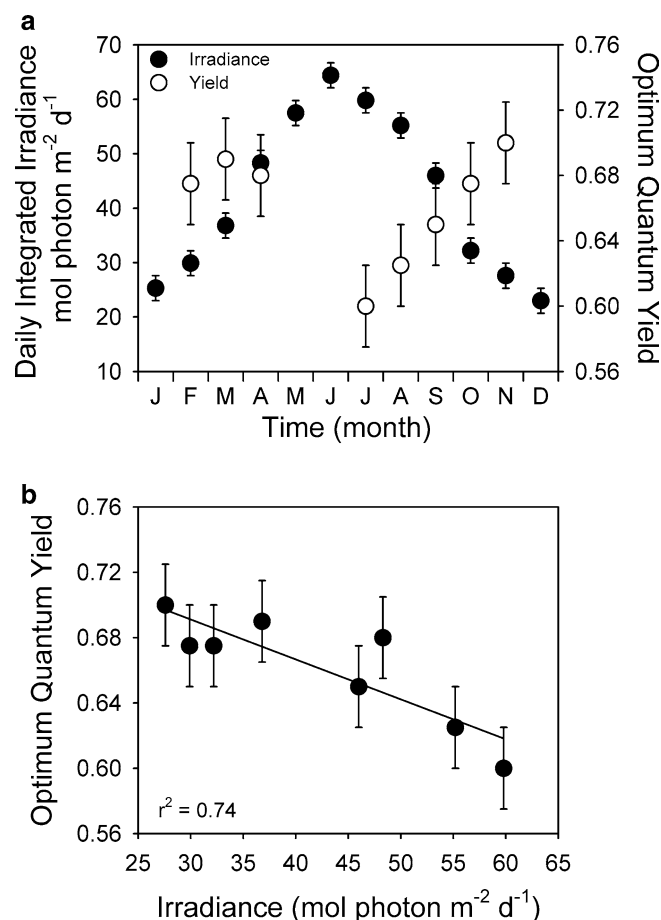 a
Daily Integrated Irradiance
mol photon m⁻² d⁻¹
70
60
50
40
30
20
10
Irradiance
Yield
0.76
0.72
0.68
0.64
0.60
0.56
Optimum Quantum Yield
J F M A M J J A S O N D
Time (month)
b
Optimum Quantum Yield
0.76
0.72
0.68
0.64
0.60
0.56
r² = 0.74
25 30 35 40 45 50 55 60 65
Irradiance (mol photon m⁻² d⁻¹)